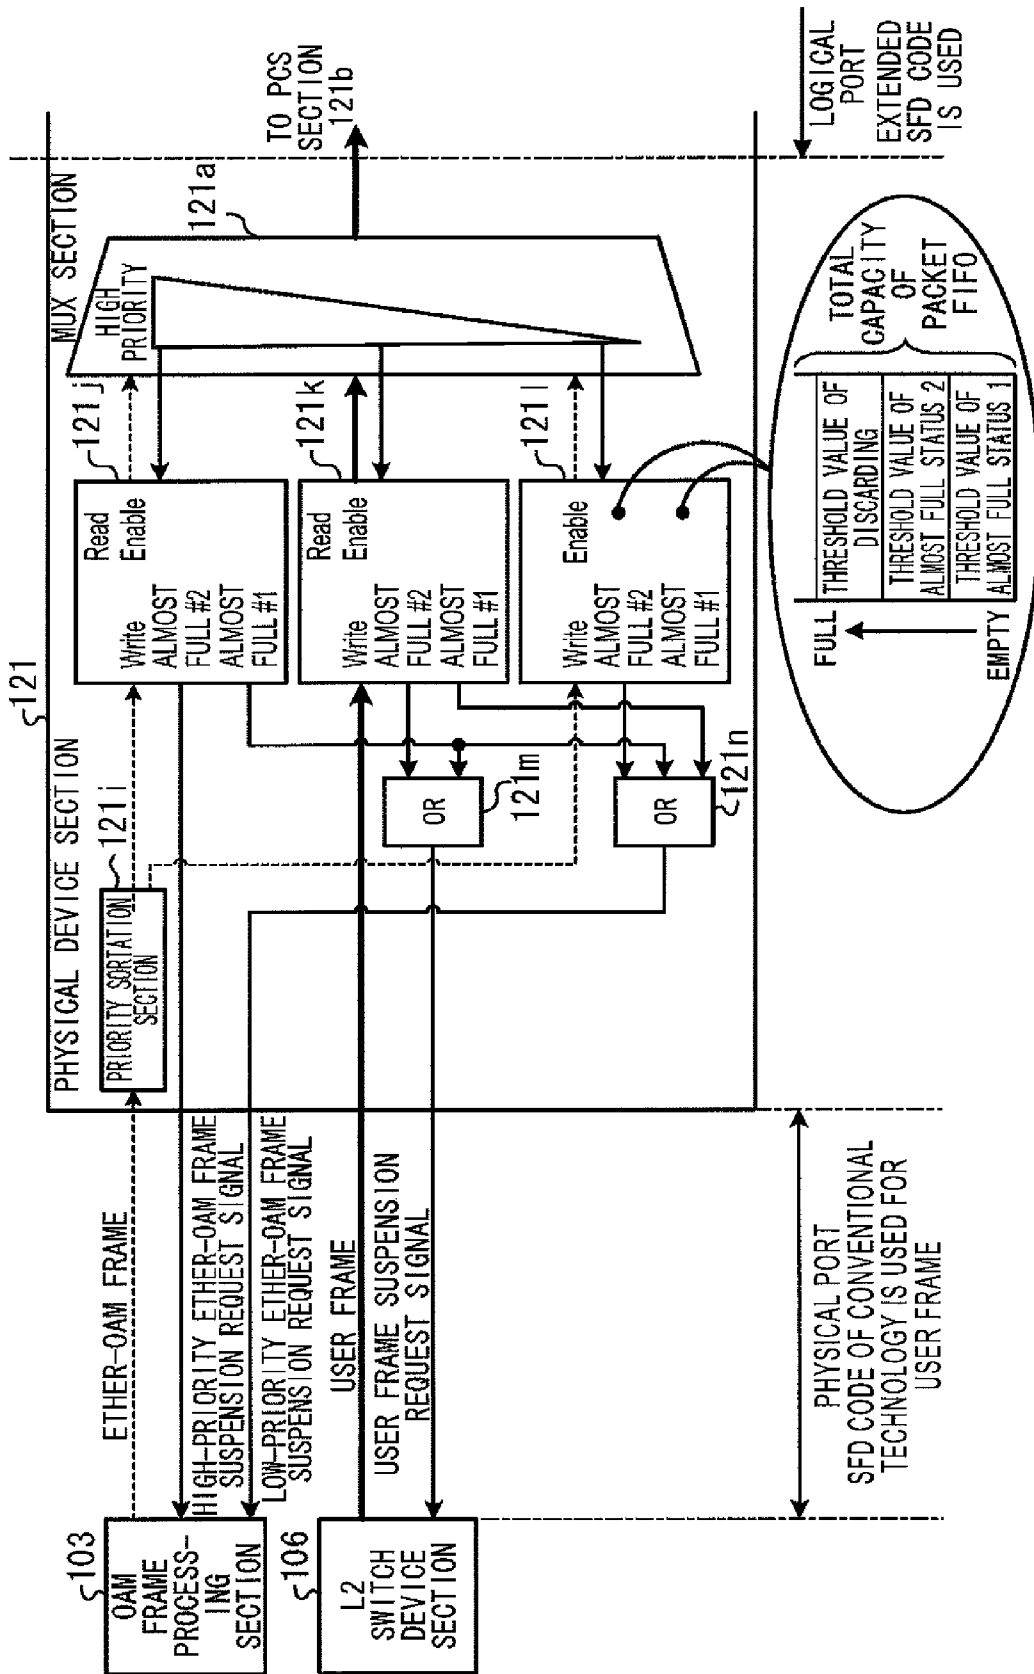 121
PHYSICAL DEVICE SECTION
MUX SECTION
121a
HIGH
PRIORITY
TO PCS
SECTION
121b
103
OAM
FRAME
PROCESS-
ING
SECTION
ETHER-OAM FRAME
PRIORITY SORTATION
SECTION
121i
HIGH-PRIORITY ETHER-OAM FRAME
SUSPENSION REQUEST SIGNAL
LOW-PRIORITY ETHER-OAM FRAME
SUSPENSION REQUEST SIGNAL
121j
Read
Write Enable
ALMOST
FULL #2
ALMOST
FULL #1
106
L2
SWITCH
DEVICE
SECTION
USER FRAME
USER FRAME SUSPENSION
REQUEST SIGNAL
121k
Read
Write Enable
ALMOST
FULL #2
ALMOST
FULL #1
OR
121m
121l
Write Enable
ALMOST
FULL #2
ALMOST
FULL #1
OR
121n
PHYSICAL PORT
SFD CODE OF CONVENTIONAL
TECHNOLOGY IS USED FOR
USER FRAME
LOGICAL
PORT
EXTENDED
SFD CODE
IS USED
FULL
EMPTY
THRESHOLD VALUE OF
DISCARDING
THRESHOLD VALUE OF
ALMOST FULL STATUS 2
THRESHOLD VALUE OF
ALMOST FULL STATUS 1
TOTAL
CAPACITY
OF
PACKET
FIFO